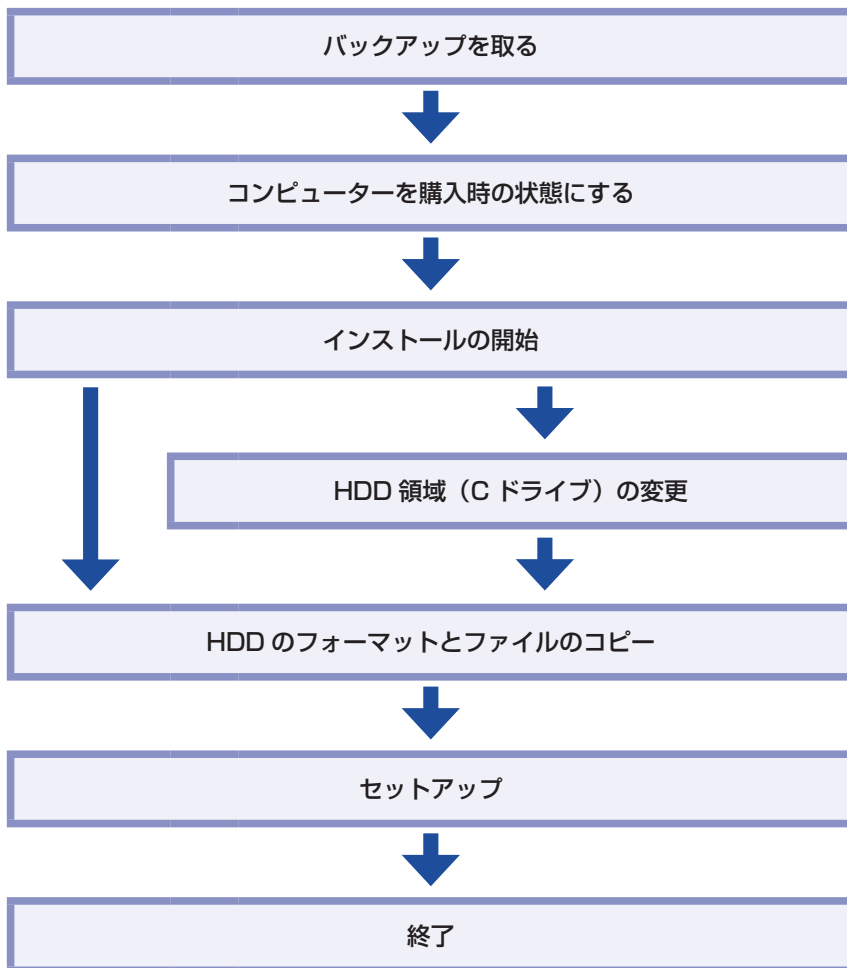 バックアップを取る
コンピューターを購入時の状態にする
インストールの開始
HDD 領域（C ドライブ）の変更
HDD のフォーマットとファイルのコピー
セットアップ
終了